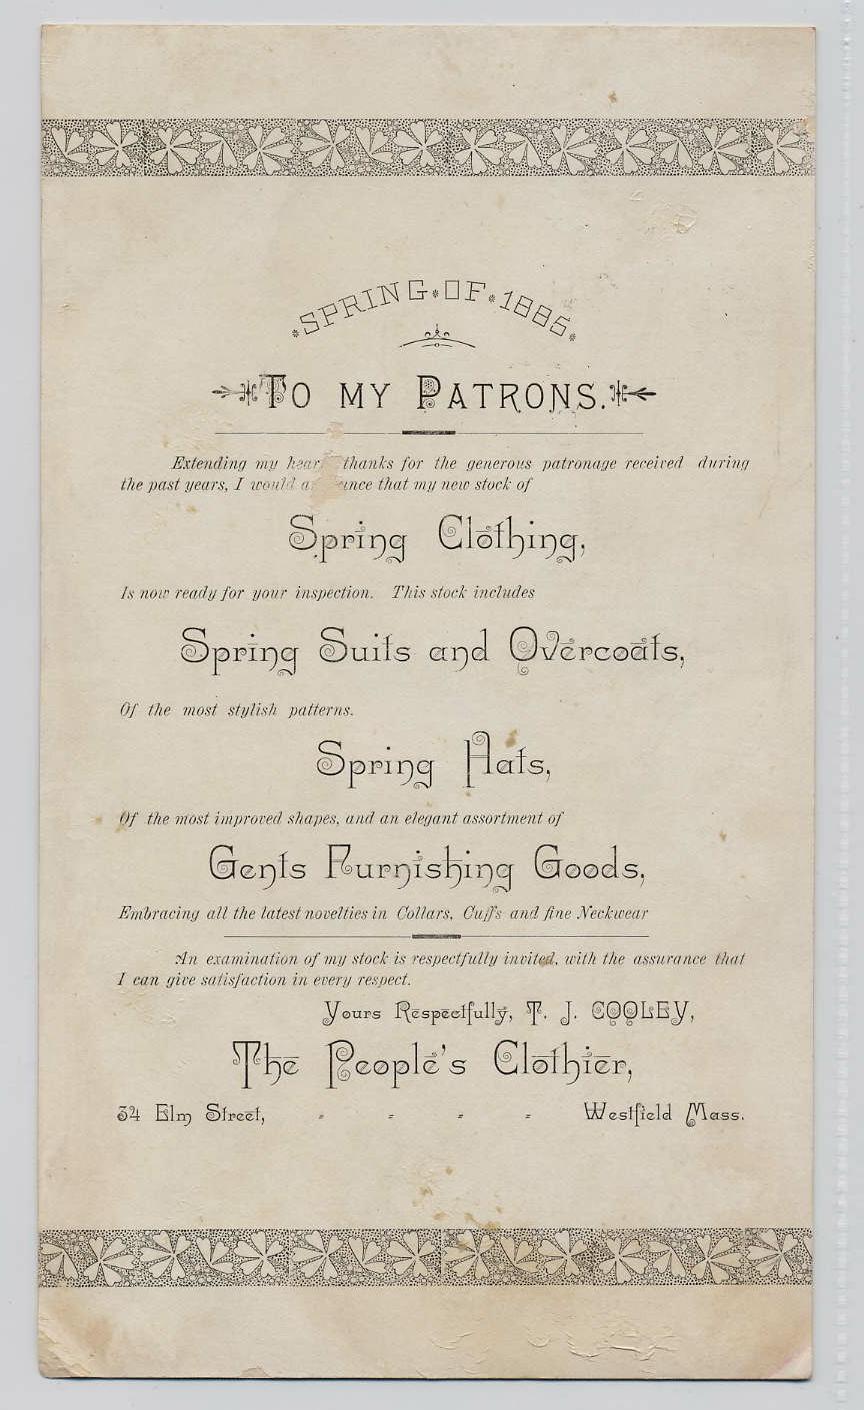 SPRING OF 1885.
TO MY PATRONS.
Extending my thanks for the generous patronage received during
the past years, I would that my new stock of
Spring Clothing,
Is now ready for your inspection. This stock includes
Spring Suits and Overcoats,
Of the most stylish patterns.
Spring Hats,
Of the most improved shapes, and an elegant assortment of
Gents Furnishing Goods,
Embracing all the latest novelties in Collars, Cuffs and fine Neckwear
An examination of my stock is respectfully invited, with the assurance that
I can give satisfaction in every respect.
Yours Respectfully, T. J. COOLEY,
The People's Clothier,
34 Elm Street, - - - - Westfield Mass.